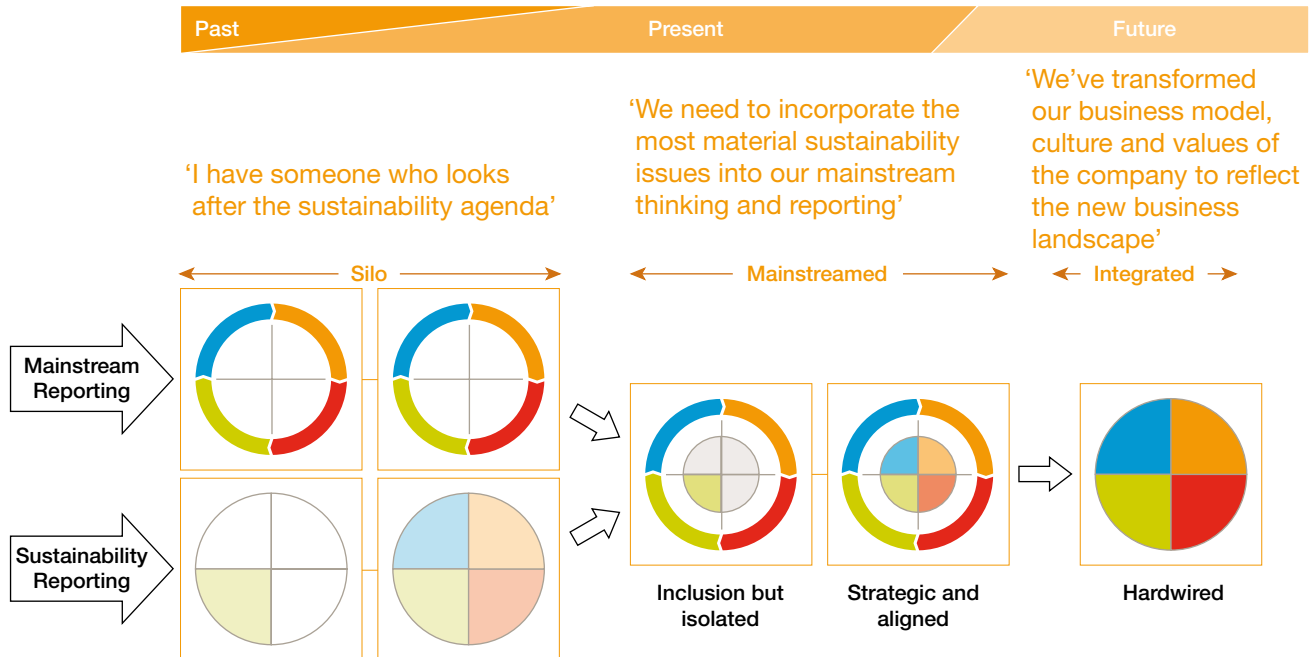 Past
Present
Future
‘I have someone who looks
after the sustainability agenda’
‘We need to incorporate the
most material sustainability
issues into our mainstream
thinking and reporting’
‘We’ve transformed
our business model,
culture and values of
the company to reflect
the new business
landscape’
Silo
Mainstreamed
Integrated
Mainstream
Reporting
Sustainability
Reporting
Inclusion but
isolated
Strategic and
aligned
Hardwired